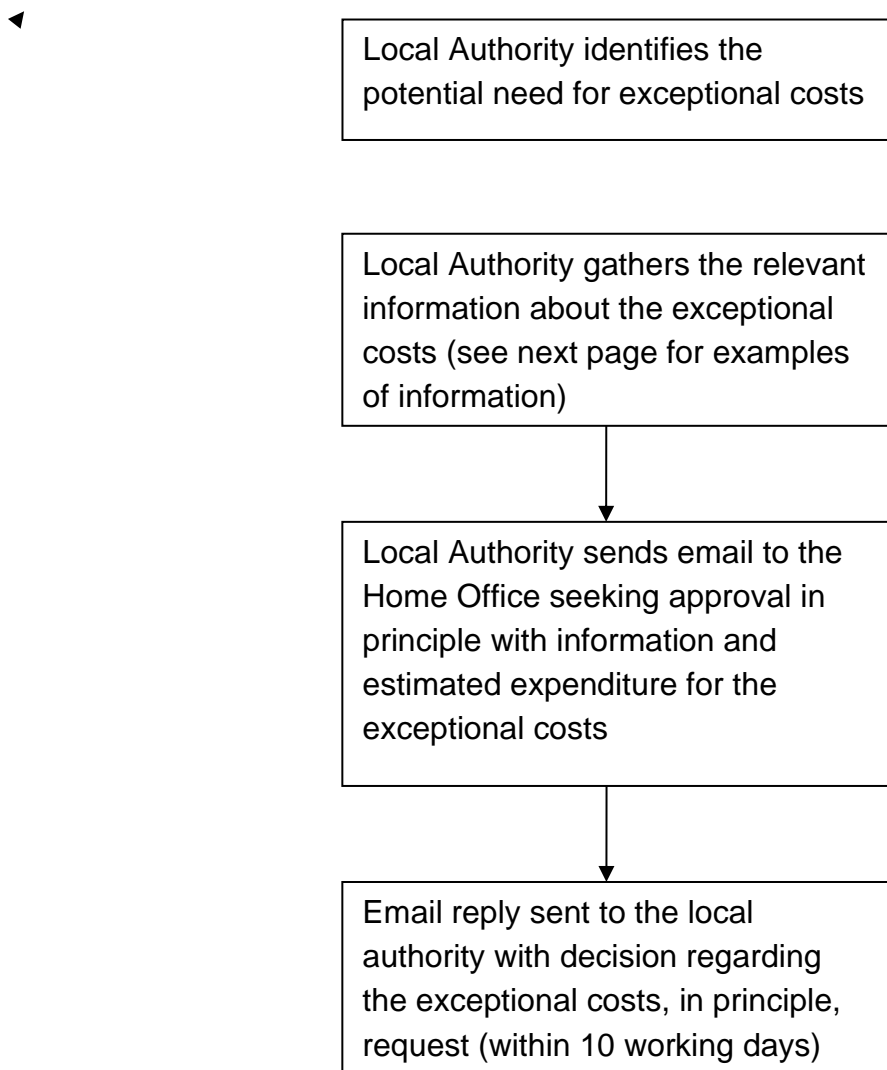 Local Authority identifies the
potential need for exceptional costs
Local Authority gathers the relevant
information about the exceptional
costs (see next page for examples
of information)
Local Authority sends email to the
Home Office seeking approval in
principle with information and
estimated expenditure for the
exceptional costs
Email reply sent to the local
authority with decision regarding
the exceptional costs, in principle,
request (within 10 working days)